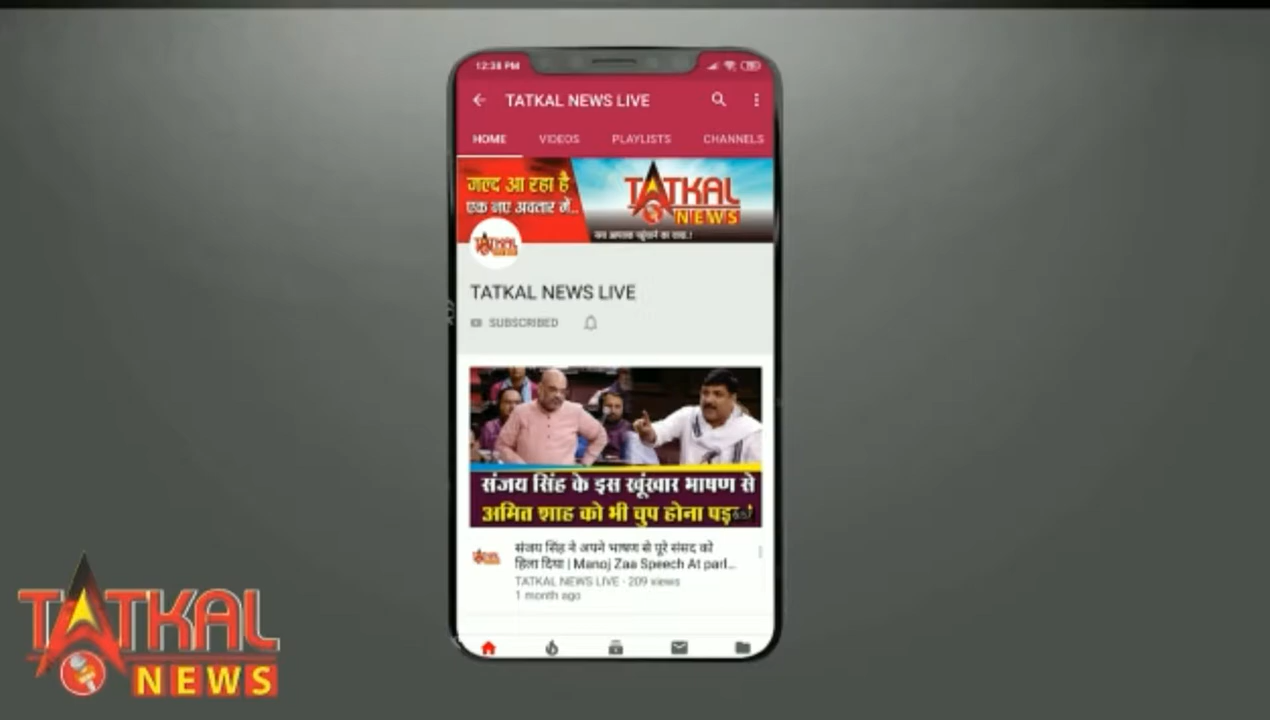 12:38 PM
TATKAL NEWS LIVE
HOME VIDEOS PLAYLISTS CHANNELS
जल्द आ रहा है
एक नए अवतार में..
TATKAL
NEWS
TATKAL
NEWS
TATKAL NEWS LIVE
SUBSCRIBED
संजय सिंह के इस खूंखार भाषण से
अमित शाह को भी चुप होना पड़ा
संजय सिंह ने अपने भाषण से पूरे संसद को
हिला दिया | Manoj Zaa Speech At parl...
TATKAL NEWS LIVE · 209 views
1 month ago
TATKAL
NEWS